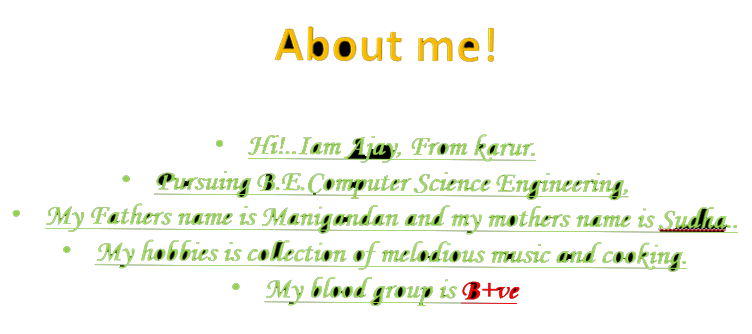 About me!
• Hi!..Iam Ajay, From karur.
• Pursuing B.E.Computer Science Engineering,
• My Fathers name is Manigandan and my mothers name is Sudha..
• My hobbies is collection of melodious music and cooking.
• My blood group is B+ve